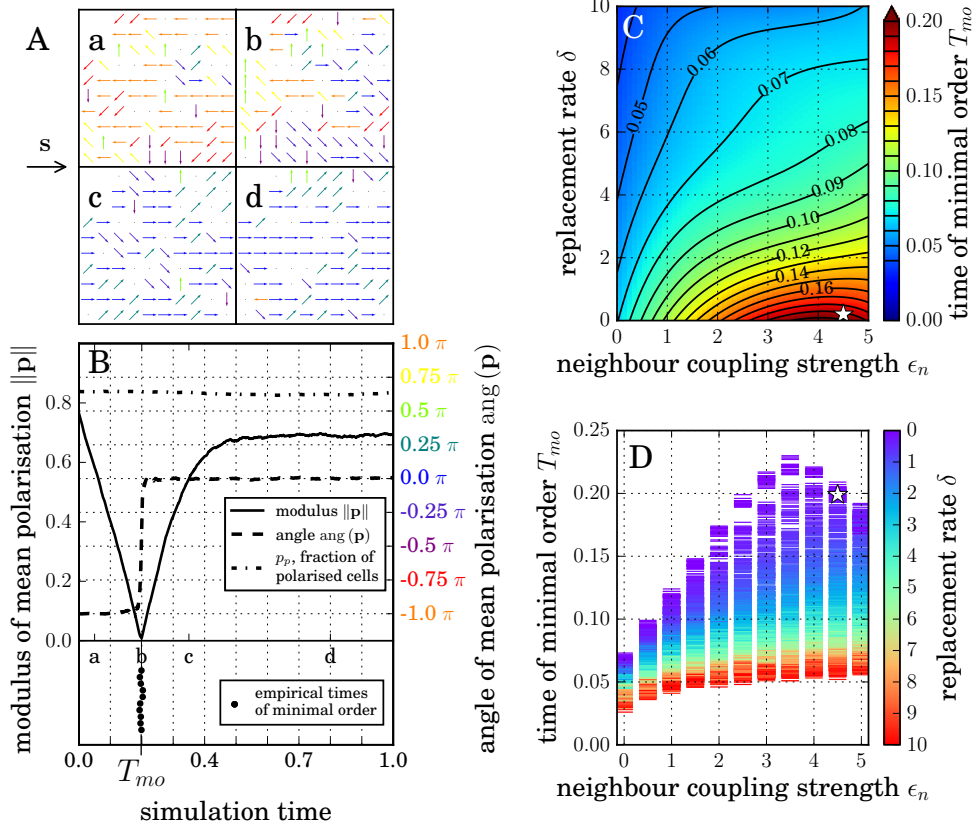 A
a
b
c
d
s
B
modulus of mean polarisation ||p||
0.0
0.2
0.4
0.6
0.8
1.0 π
0.75 π
0.5 π
0.25 π
0.0 π
-0.25 π
-0.5 π
-0.75 π
-1.0 π
angle of mean polarisation ang (p)
modulus ||p||
angle ang (p)
p_p, fraction of
polarised cells
a
b
c
d
empirical times
of minimal order
0.0
T_mo
0.4
0.6
0.8
1.0
simulation time
C
replacement rate δ
10
8
6
4
2
0
0.05
0.06
0.07
0.08
0.09
0.10
0.12
0.14
0.16
0 1 2 3 4 5
neighbour coupling strength ϵ_n
0.20
0.15
0.10
0.05
0.00
time of minimal order T_mo
D
time of minimal order T_mo
0.25
0.20
0.15
0.10
0.05
0.00
0 1 2 3 4 5
neighbour coupling strength ϵ_n
0
1
2
3
4
5
6
7
8
9
10
replacement rate δ